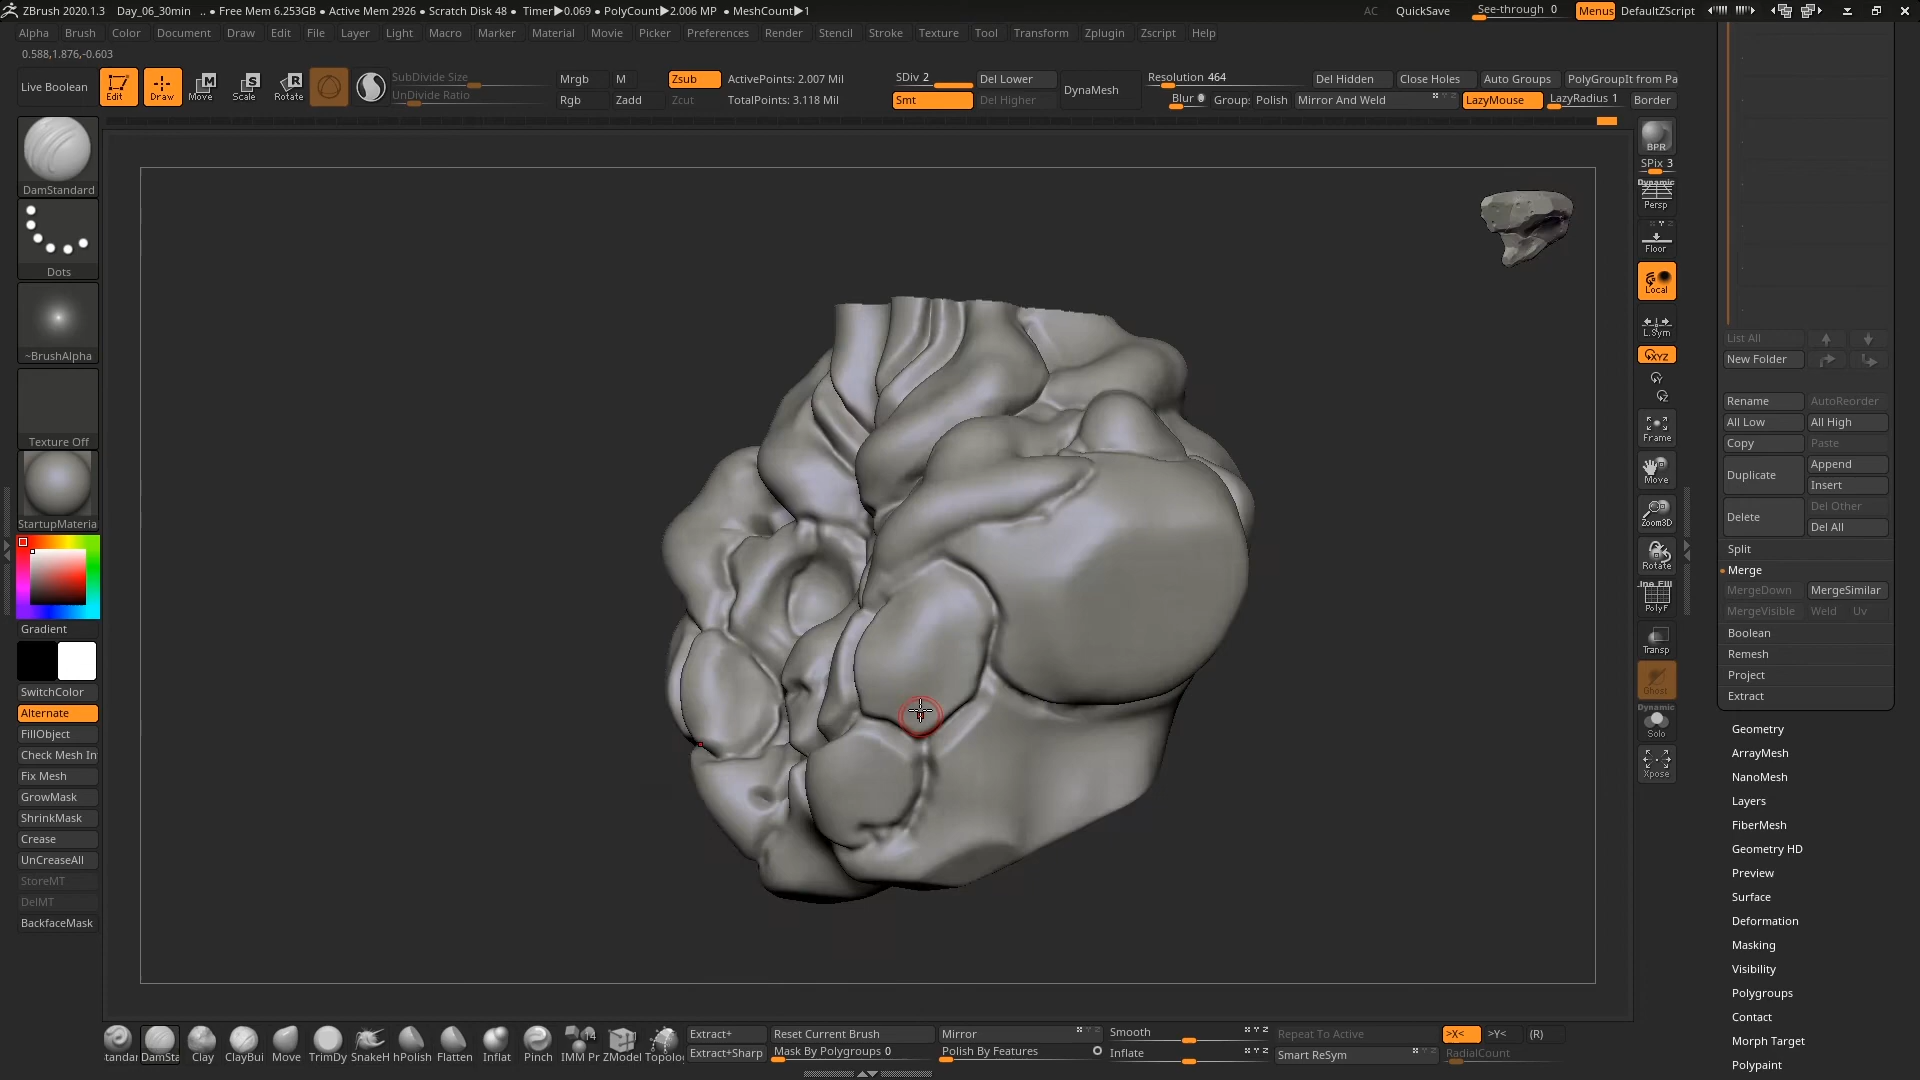 ZBrush 2020.1.3 Day_06_30min .. • Free Mem 6.253GB • Active Mem 2926 • Scratch Disk 48 • Timer▶0.069 • PolyCount▶2.006 MP • MeshCount▶1 AC QuickSave See-through 0 Menus DefaultZScript
Alpha Brush Color Document Draw Edit File Layer Light Macro Marker Material Movie Picker Preferences Render Stencil Stroke Texture Tool Transform Zplugin Zscript Help
0.588,1.876,-0.603
Live Boolean Edit Draw Move Scale Rotate
SubDivide Size
UnDivide Ratio
Mrgb M Zsub ActivePoints: 2.007 Mil SDiv 2 Del Lower DynaMesh Resolution 464 Del Hidden Close Holes Auto Groups PolyGroupIt from Pa
Rgb Zadd Zcut TotalPoints: 3.118 Mil Smt Del Higher Blur Group: Polish Mirror And Weld LazyMouse LazyRadius 1 Border
DamStandard
Dots
~BrushAlpha
Texture Off
StartupMateria
Gradient
SwitchColor
Alternate
FillObject
Check Mesh In
Fix Mesh
GrowMask
ShrinkMask
Crease
UnCreaseAll
StoreMT
DelMT
BackfaceMask
BPR
SPix 3
Dynamic
Persp
Floor
Local
L.Sym
XYZ
Frame
Move
Zoom3D
Rotate
Line Fill
PolyF
Transp
Ghost
Dynamic
Solo
Xpose
List All
New Folder
Rename AutoReorder
All Low All High
Copy Paste
Duplicate Append
Insert
Delete Del Other
Del All
Split
Merge
MergeDown MergeSimilar
MergeVisible Weld Uv
Boolean
Remesh
Project
Extract
Geometry
ArrayMesh
NanoMesh
Layers
FiberMesh
Geometry HD
Preview
Surface
Deformation
Masking
Visibility
Polygroups
Contact
Morph Target
Polypaint
tandar DamSta Clay ClayBui Move TrimDy SnakeH hPolish Flatten Inflat Pinch IMM Pr ZModel Topolo
14
Extract+ Reset Current Brush Mirror Smooth Repeat To Active >X< >Y< (R)
Extract+Sharp Mask By Polygroups 0 Polish By Features Inflate Smart ReSym RadialCount